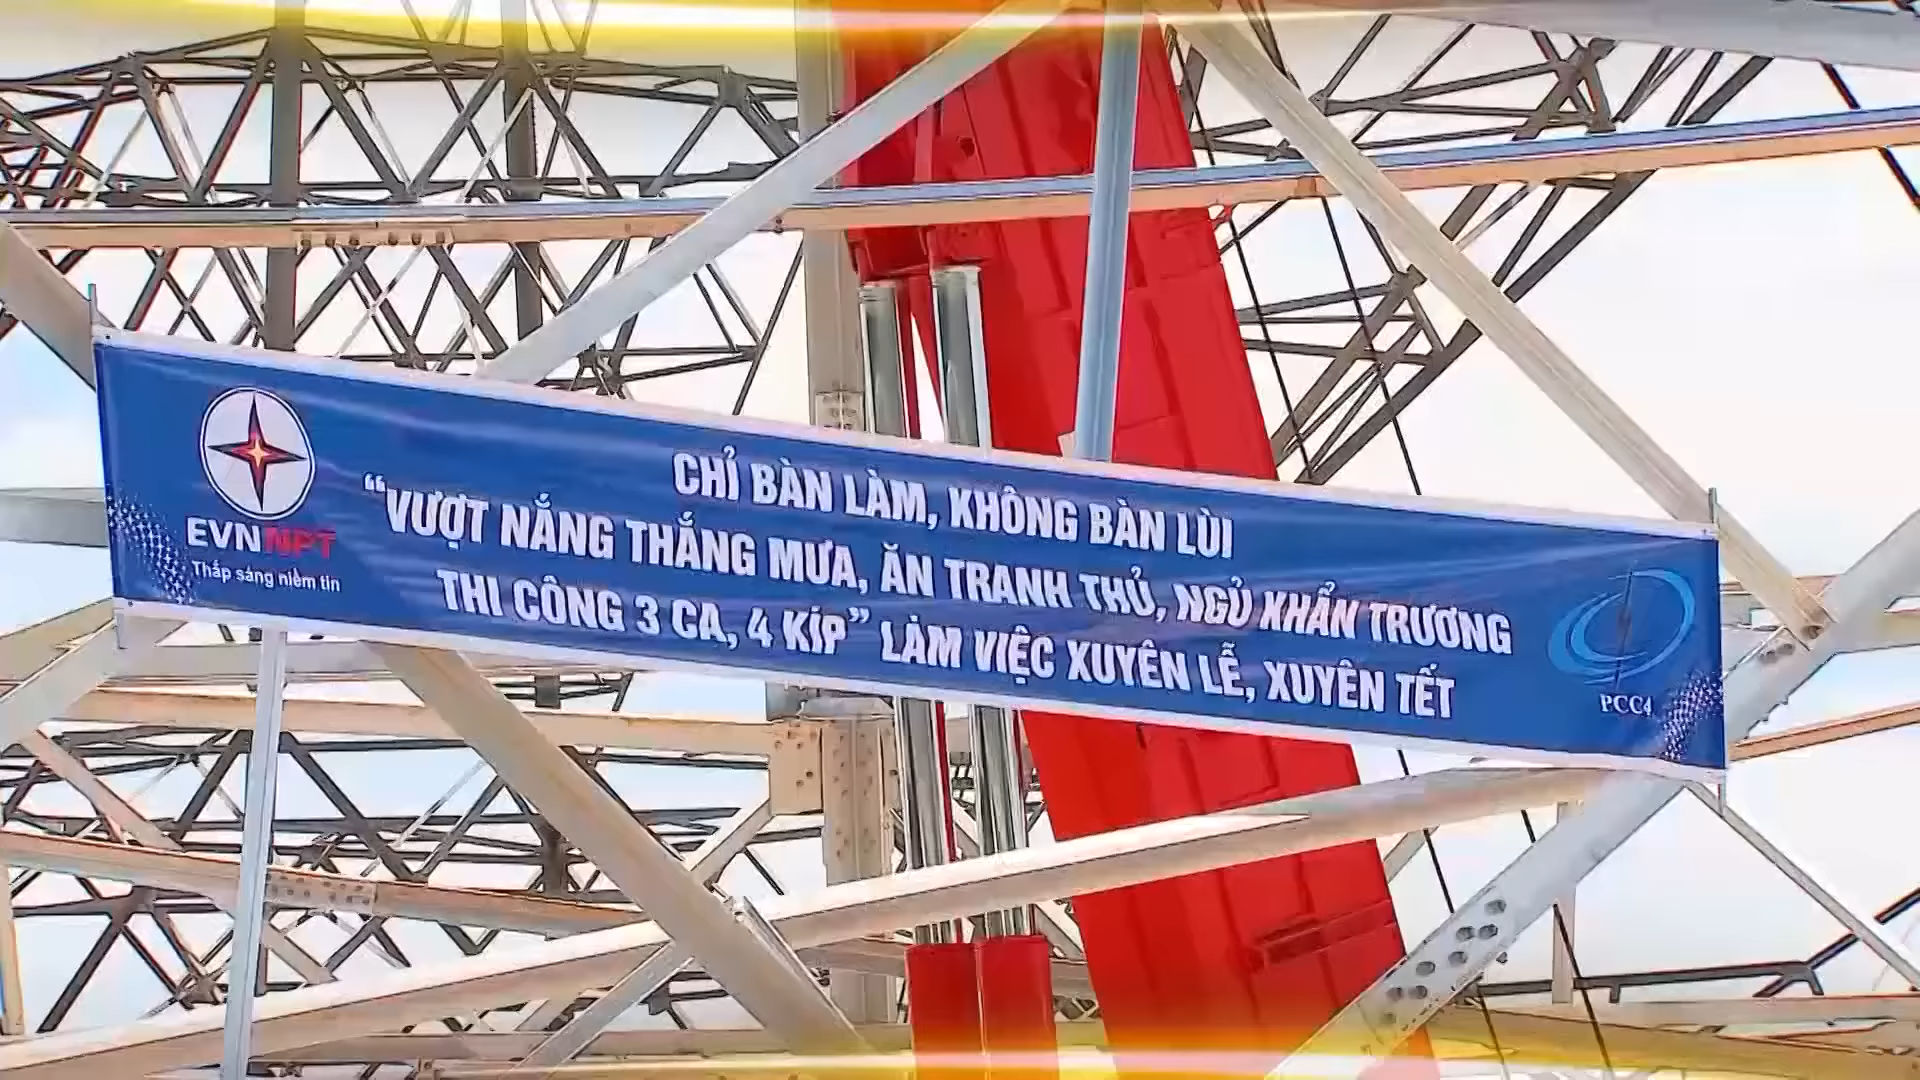 CHỈ BÀN LÀM, KHÔNG BÀN LÙI
“VƯỢT NẮNG THẮNG MƯA, ĂN TRANH THỦ, NGỦ KHẨN TRƯƠNG
THI CÔNG 3 CA, 4 KÍP” LÀM VIỆC XUYÊN LỄ, XUYÊN TẾT
EVNNPT
Thắp sáng niềm tin
PCC4